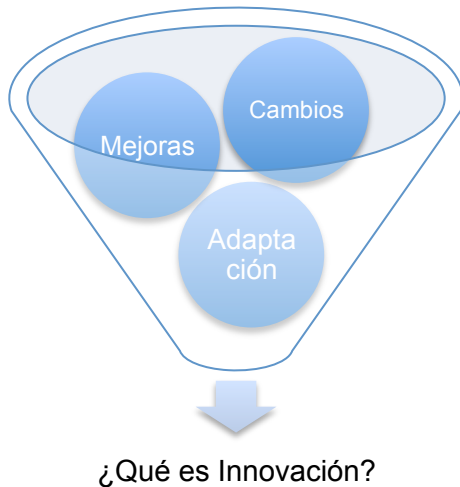 Cambios
Mejoras
Adapta
ción
¿Qué es Innovación?